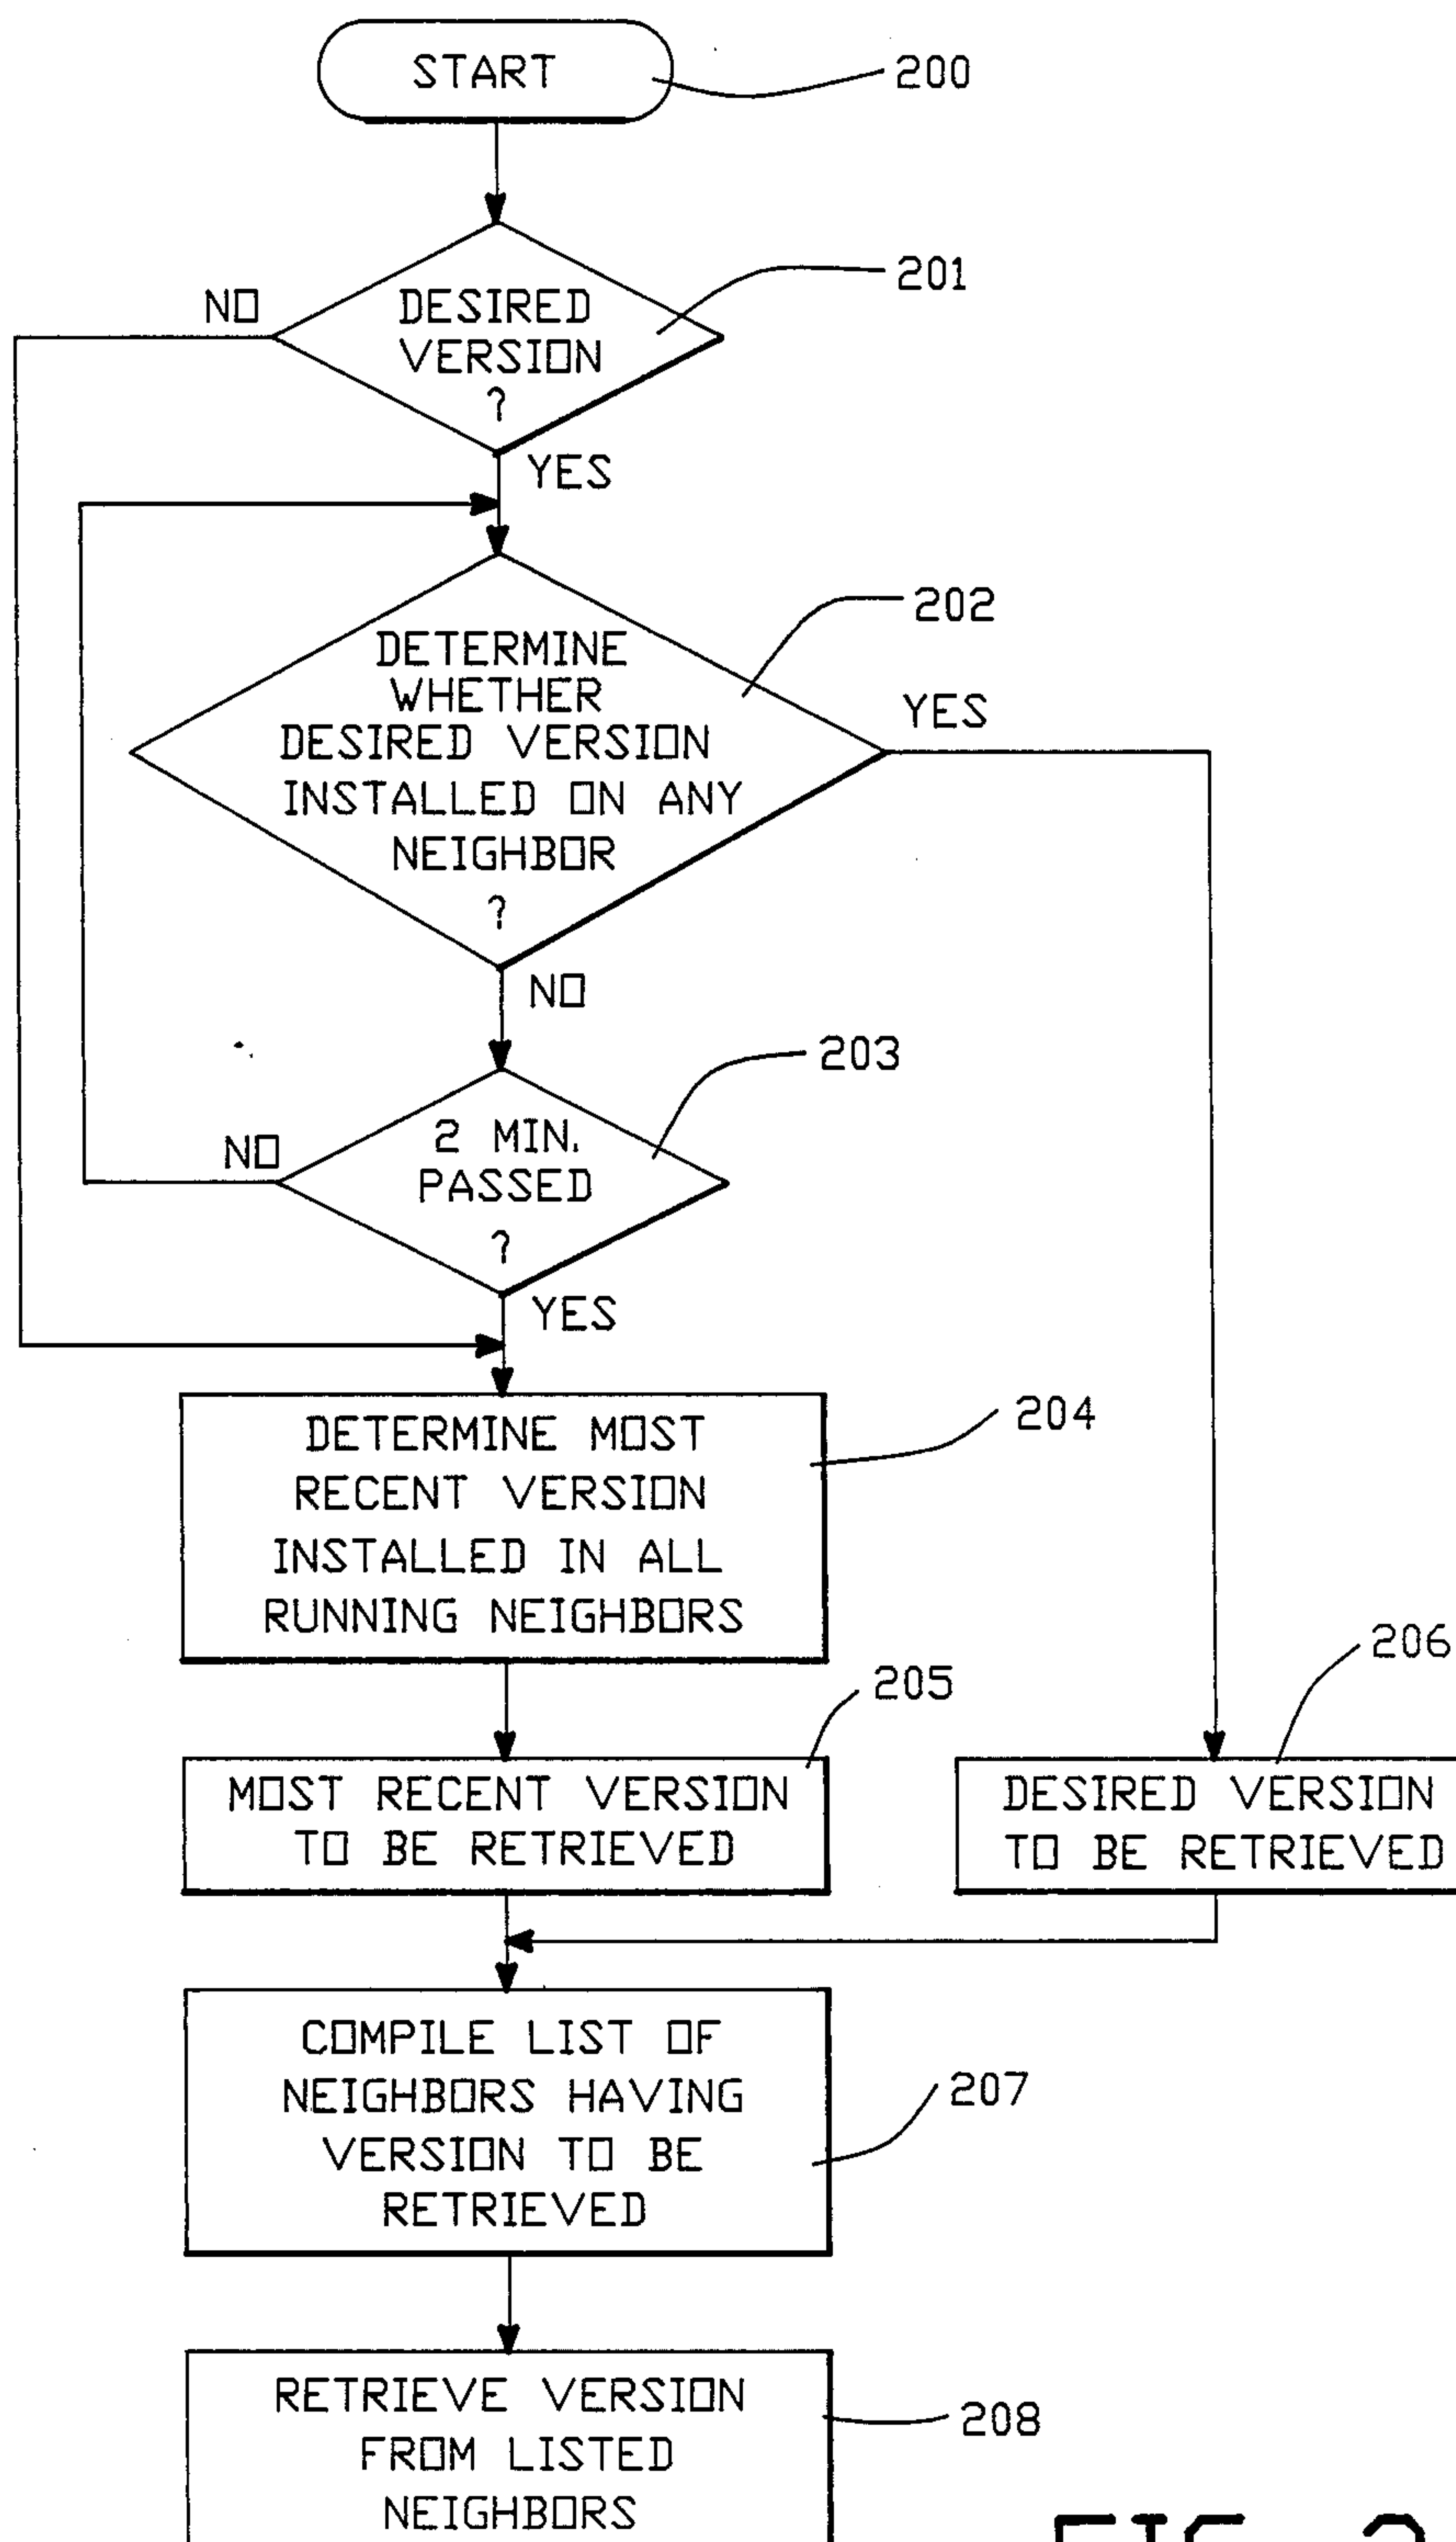 START
200
201
NO
DESIRED
VERSION
?
YES
202
DETERMINE
WHETHER
DESIRED VERSION
INSTALLED ON ANY
NEIGHBOR
?
YES
NO
203
2 MIN.
PASSED
?
NO
YES
204
DETERMINE MOST
RECENT VERSION
INSTALLED IN ALL
RUNNING NEIGHBORS
205
206
MOST RECENT VERSION
TO BE RETRIEVED
DESIRED VERSION
TO BE RETRIEVED
COMPILE LIST OF
NEIGHBORS HAVING
VERSION TO BE
RETRIEVED
207
RETRIEVE VERSION
FROM LISTED
NEIGHBORS
208